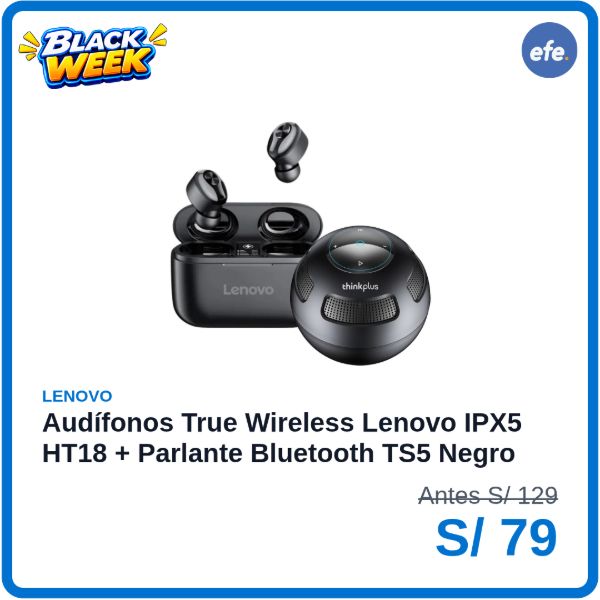 BLACK
WEEK
efe.
Lenovo
thinkplus
LENOVO
Audífonos True Wireless Lenovo IPX5
HT18 + Parlante Bluetooth TS5 Negro
Antes S/ 129
S/ 79